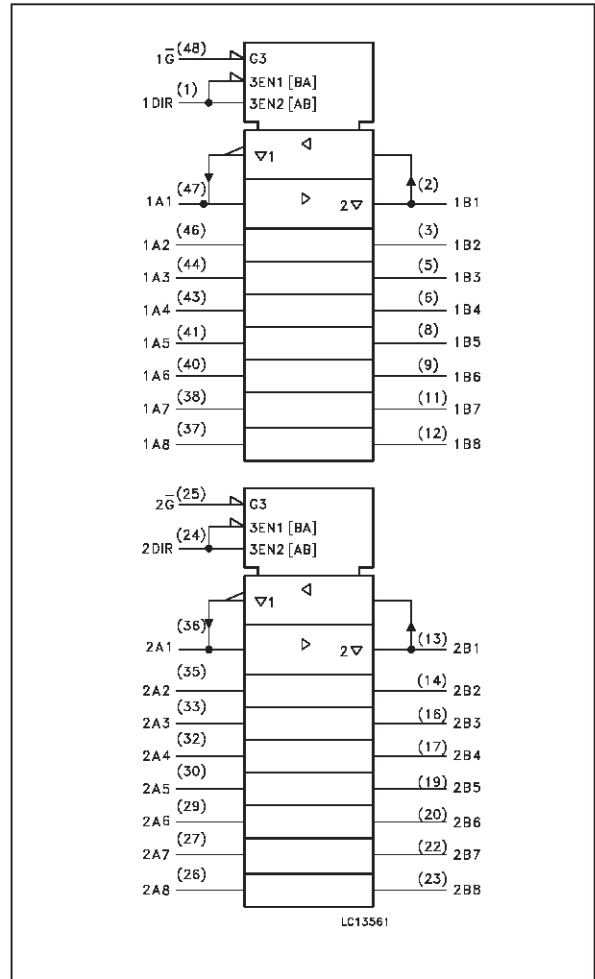 1G̅ (48) G3
3EN1 [BA]
1DIR (1) 3EN2 [AB]
▽1 ◁
1A1 (47) ▷ 2▽ (2) 1B1
1A2 (46) (3) 1B2
1A3 (44) (5) 1B3
1A4 (43) (6) 1B4
1A5 (41) (8) 1B5
1A6 (40) (9) 1B6
1A7 (38) (11) 1B7
1A8 (37) (12) 1B8
2G̅ (25) G3
3EN1 [BA]
2DIR (24) 3EN2 [AB]
▽1 ◁
2A1 (36) ▷ 2▽ (13) 2B1
2A2 (35) (14) 2B2
2A3 (33) (16) 2B3
2A4 (32) (17) 2B4
2A5 (30) (19) 2B5
2A6 (29) (20) 2B6
2A7 (27) (22) 2B7
2A8 (26) (23) 2B8
LC13561